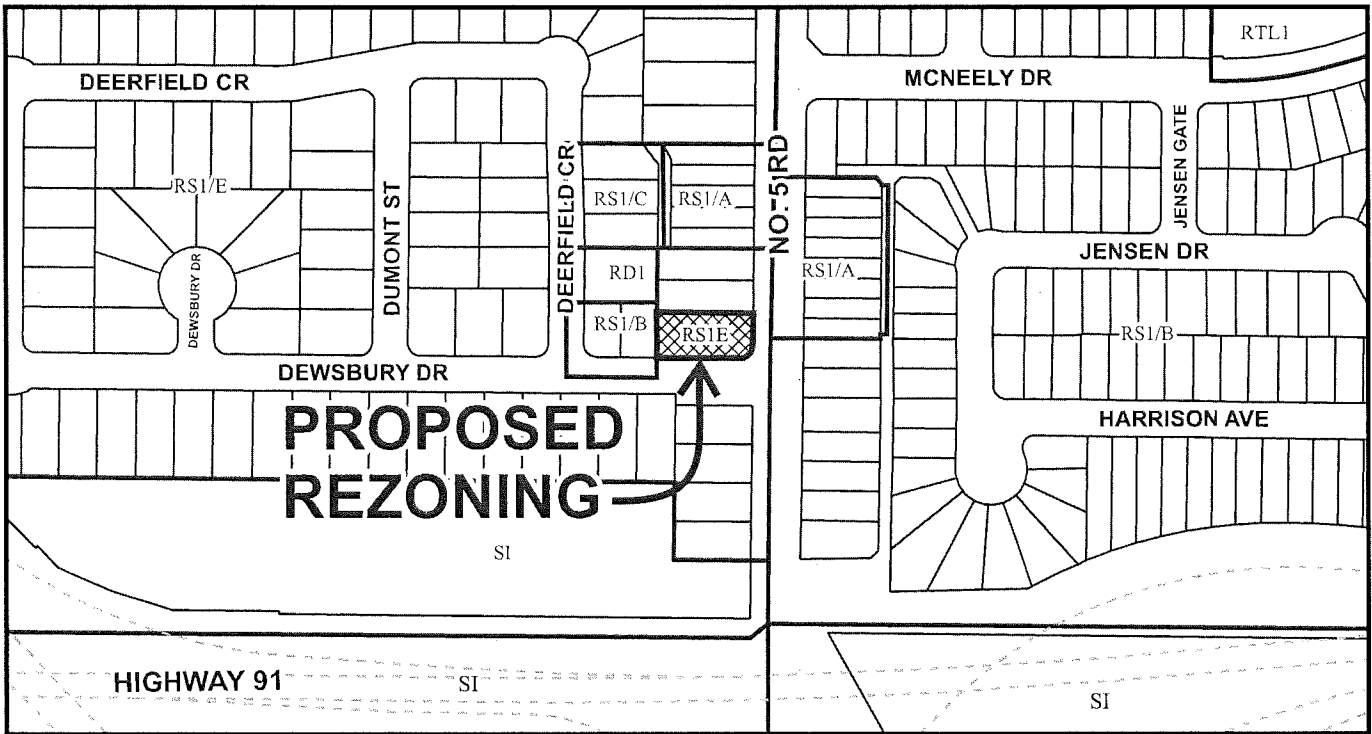 RTL1
DEERFIELD CR
MCNEELY DR
JENSEN GATE
RS1/E
DUMONT ST
DEERFIELD CR
RS1/C
RS1/A
NO. 5 RD
DEWSBURY DR
RD1
RS1/A
JENSEN DR
RS1/B
RS1E
RS1/B
DEWSBURY DR
PROPOSED
REZONING
HARRISON AVE
SI
HIGHWAY 91
SI
SI